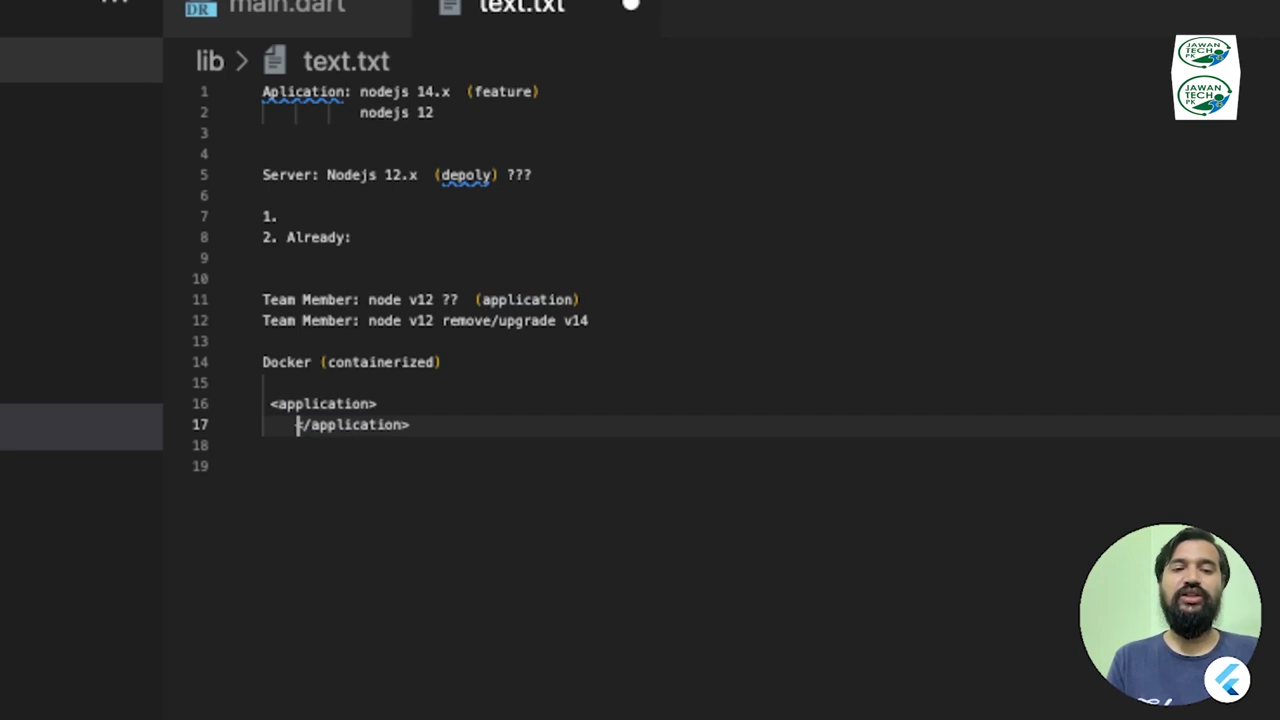 DR main.dart
text.txt
lib > text.txt
1 Aplication: nodejs 14.x (feature)
2 nodejs 12
3
4
5 Server: Nodejs 12.x (depoly) ???
6
7 1.
8 2. Already:
9
10
11 Team Member: node v12 ?? (application)
12 Team Member: node v12 remove/upgrade v14
13
14 Docker (containerized)
15
16 <application>
17 </application>
18
19
JAWAN
TECH
PK
JAWAN
TECH
PK